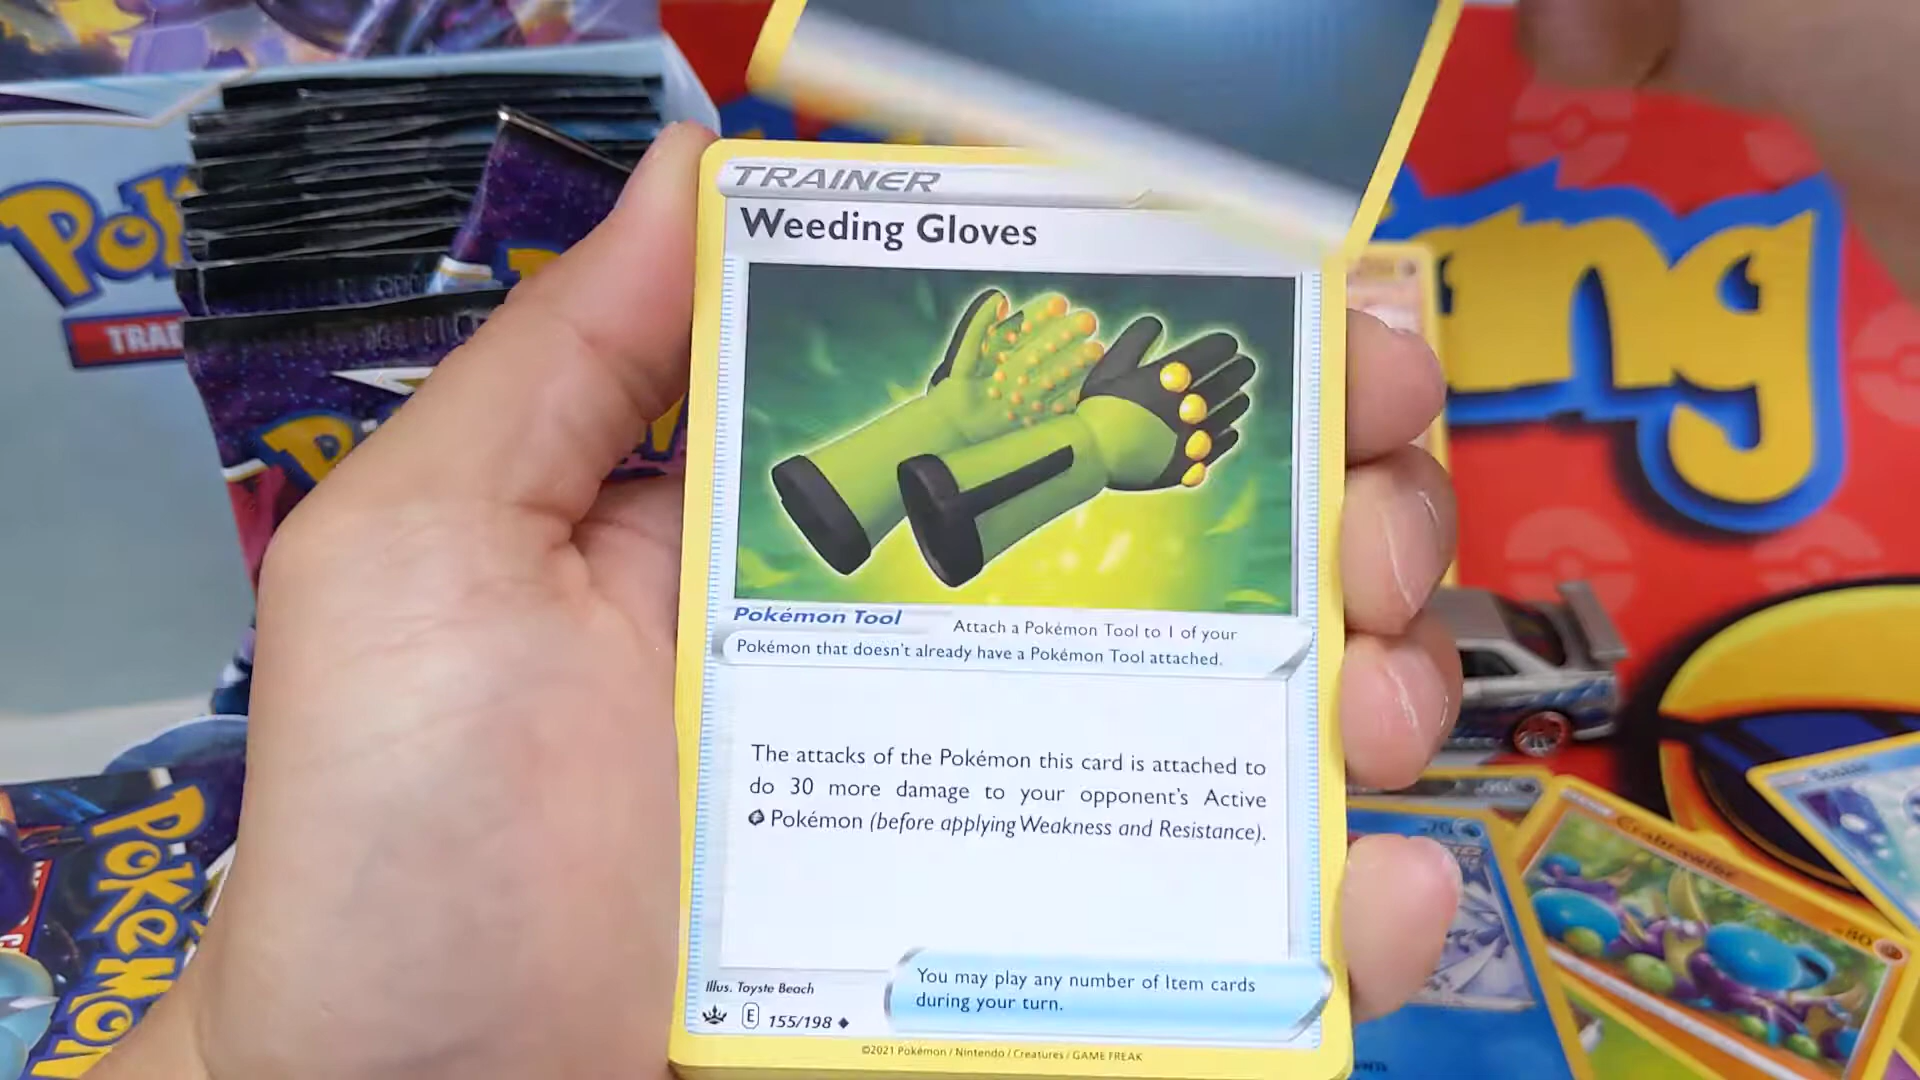 TRAINER
Weeding Gloves
Pokémon Tool
Attach a Pokémon Tool to 1 of your
Pokémon that doesn't already have a Pokémon Tool attached.
The attacks of the Pokémon this card is attached to
do 30 more damage to your opponent's Active
Pokémon (before applying Weakness and Resistance).
You may play any number of Item cards
during your turn.
Illus. Toyste Beach
E 155/198
©2021 Pokémon / Nintendo / Creatures / GAME FREAK
POKÉMON
Crabrawler
80
70